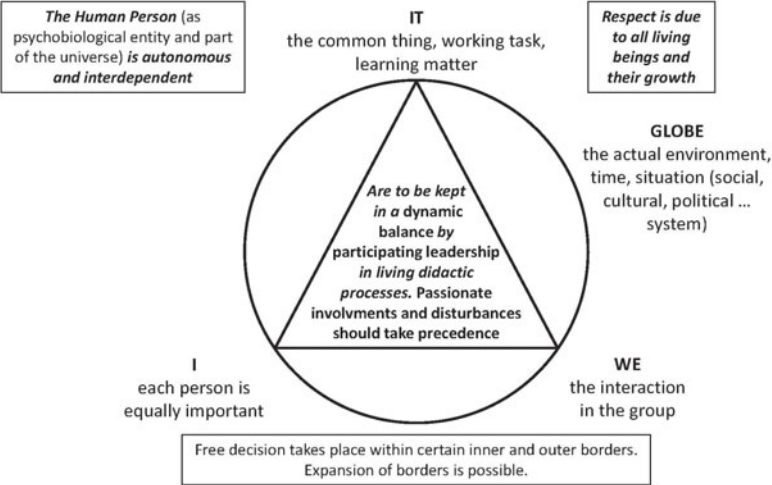 The Human Person (as
psychobiological entity and part
of the universe) is autonomous
and interdependent
IT
the common thing, working task,
learning matter
Respect is due
to all living
beings and
their growth
GLOBE
the actual environment,
time, situation (social,
cultural, political ...
system)
Are to be kept
in a dynamic
balance by
participating leadership
in living didactic
processes. Passionate
involvments and disturbances
should take precedence
I
each person is
equally important
WE
the interaction
in the group
Free decision takes place within certain inner and outer borders.
Expansion of borders is possible.